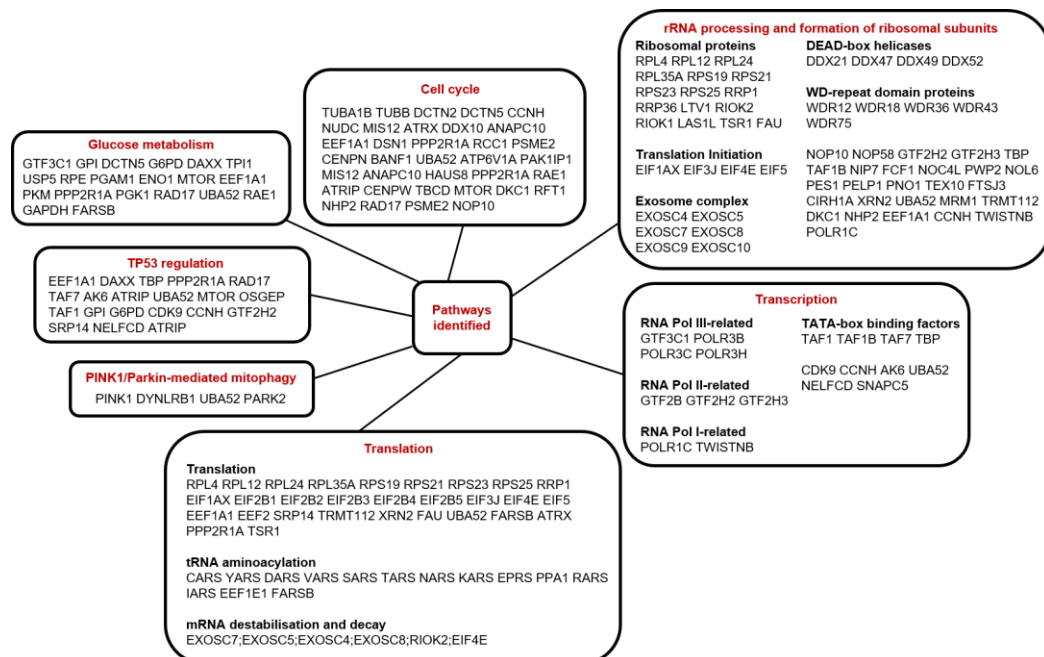 Glucose metabolism
GTF3C1 GPI DCTN5 G6PD DAXX TPI1
USP5 RPE PGAM1 ENO1 MTOR EEF1A1
PKM PPP2R1A PGK1 RAD17 UBA52 RAE1
GAPDH FARSB
Cell cycle
TUBA1B TUBB DCTN2 DCTN5 CCNH
NUDC MIS12 ATRX DDX10 ANAPC10
EEF1A1 DSN1 PPP2R1A RCC1 PSME2
CENPN BANF1 UBA52 ATP6V1A PAK1IP1
MIS12 ANAPC10 HAUS8 PPP2R1A RAE1
ATRIP CENPW TBCD MTOR DKC1 RFT1
NHP2 RAD17 PSME2 NOP10
rRNA processing and formation of ribosomal subunits
Ribosomal proteins
RPL4 RPL12 RPL24
RPL35A RPS19 RPS21
RPS23 RPS25 RRP1
RRP36 LTV1 RIOK2
RIOK1 LAS1L TSR1 FAU
Translation Initiation
EIF1AX EIF3J EIF4E EIF5
Exosome complex
EXOSC4 EXOSC5
EXOSC7 EXOSC8
EXOSC9 EXOSC10
DEAD-box helicases
DDX21 DDX47 DDX49 DDX52
WD-repeat domain proteins
WDR12 WDR18 WDR36 WDR43
WDR75
NOP10 NOP58 GTF2H2 GTF2H3 TBP
TAF1B NIP7 FCF1 NOC4L PWP2 NOL6
PES1 PELP1 PNO1 TEX10 FTSJ3
CIRH1A XRN2 UBA52 MRM1 TRMT112
DKC1 NHP2 EEF1A1 CCNH TWISTNB
POLR1C
TP53 regulation
EEF1A1 DAXX TBP PPP2R1A RAD17
TAF7 AK6 ATRIP UBA52 MTOR OSGEP
TAF1 GPI G6PD CDK9 CCNH GTF2H2
SRP14 NELFCD ATRIP
Pathways
identified
PINK1/Parkin-mediated mitophagy
PINK1 DYNLRB1 UBA52 PARK2
Transcription
RNA Pol III-related
GTF3C1 POLR3B
POLR3C POLR3H
RNA Pol II-related
GTF2B GTF2H2 GTF2H3
RNA Pol I-related
POLR1C TWISTNB
TATA-box binding factors
TAF1 TAF1B TAF7 TBP
CDK9 CCNH AK6 UBA52
NELFCD SNAPC5
Translation
Translation
RPL4 RPL12 RPL24 RPL35A RPS19 RPS21 RPS23 RPS25 RRP1
EIF1AX EIF2B1 EIF2B2 EIF2B3 EIF2B4 EIF2B5 EIF3J EIF4E EIF5
EEF1A1 EEF2 SRP14 TRMT112 XRN2 FAU UBA52 FARSB ATRX
PPP2R1A TSR1
tRNA aminoacylation
CARS YARS DARS VARS SARS TARS NARS KARS EPRS PPA1 RARS
IARS EEF1E1 FARSB
mRNA destabilisation and decay
EXOSC7;EXOSC5;EXOSC4;EXOSC8;RIOK2;EIF4E